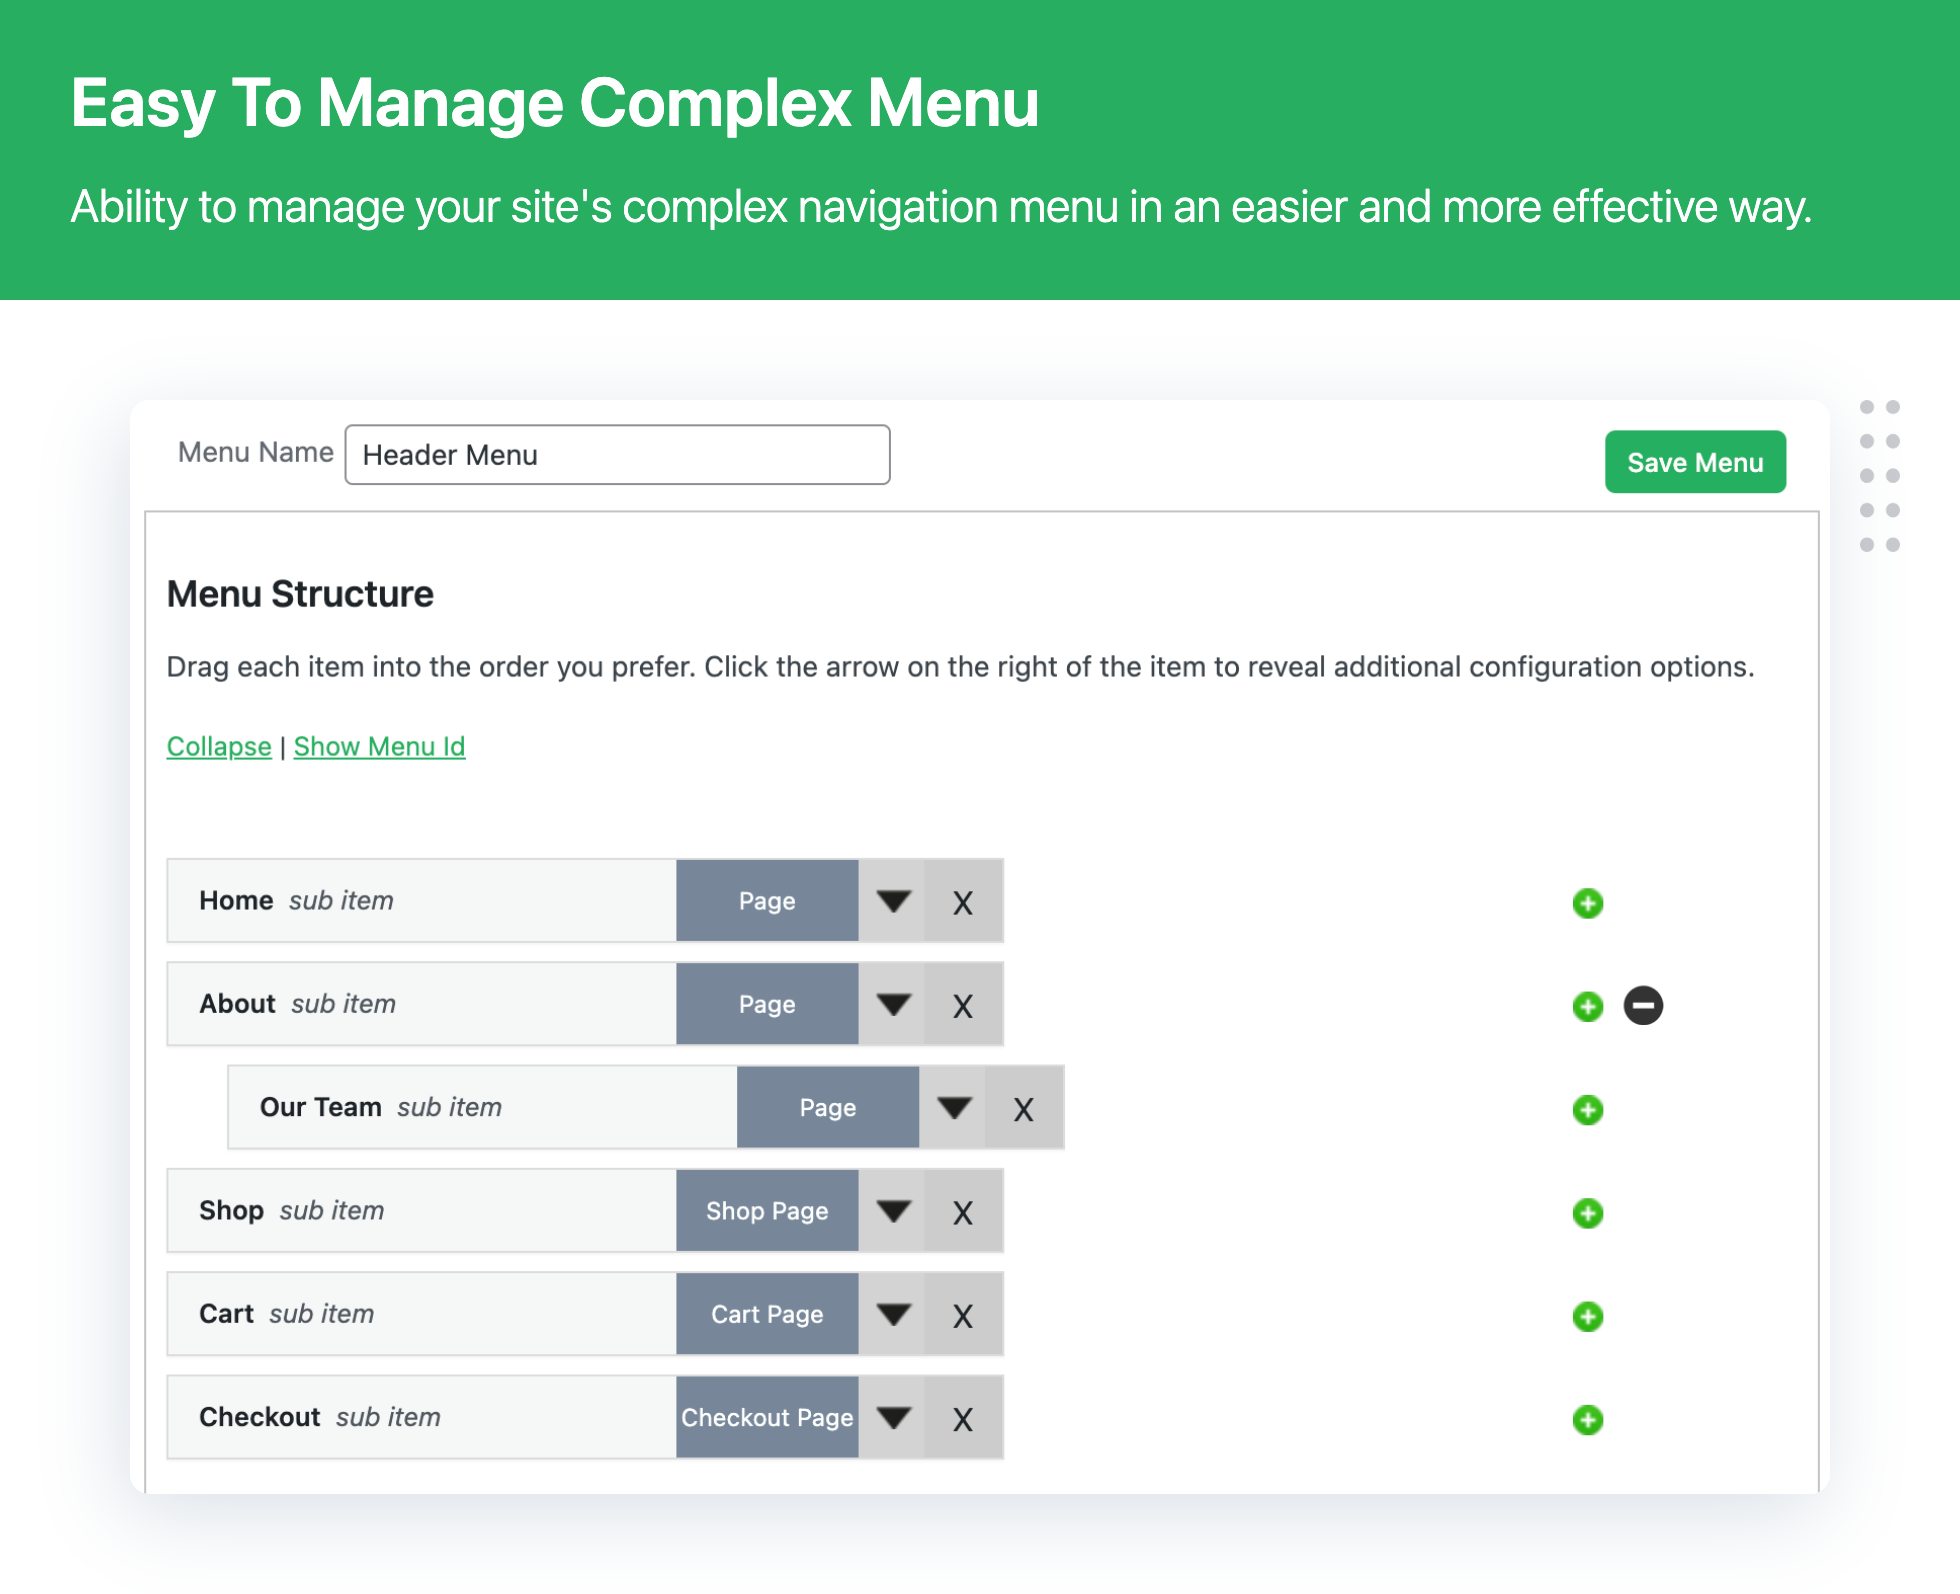 Easy To Manage Complex Menu
Ability to manage your site's complex navigation menu in an easier and more effective way.
Menu Name Header Menu Save Menu
Menu Structure
Drag each item into the order you prefer. Click the arrow on the right of the item to reveal additional configuration options.
Collapse | Show Menu Id
Home sub item Page X
About sub item Page X
Our Team sub item Page X
Shop sub item Shop Page X
Cart sub item Cart Page X
Checkout sub item Checkout Page X